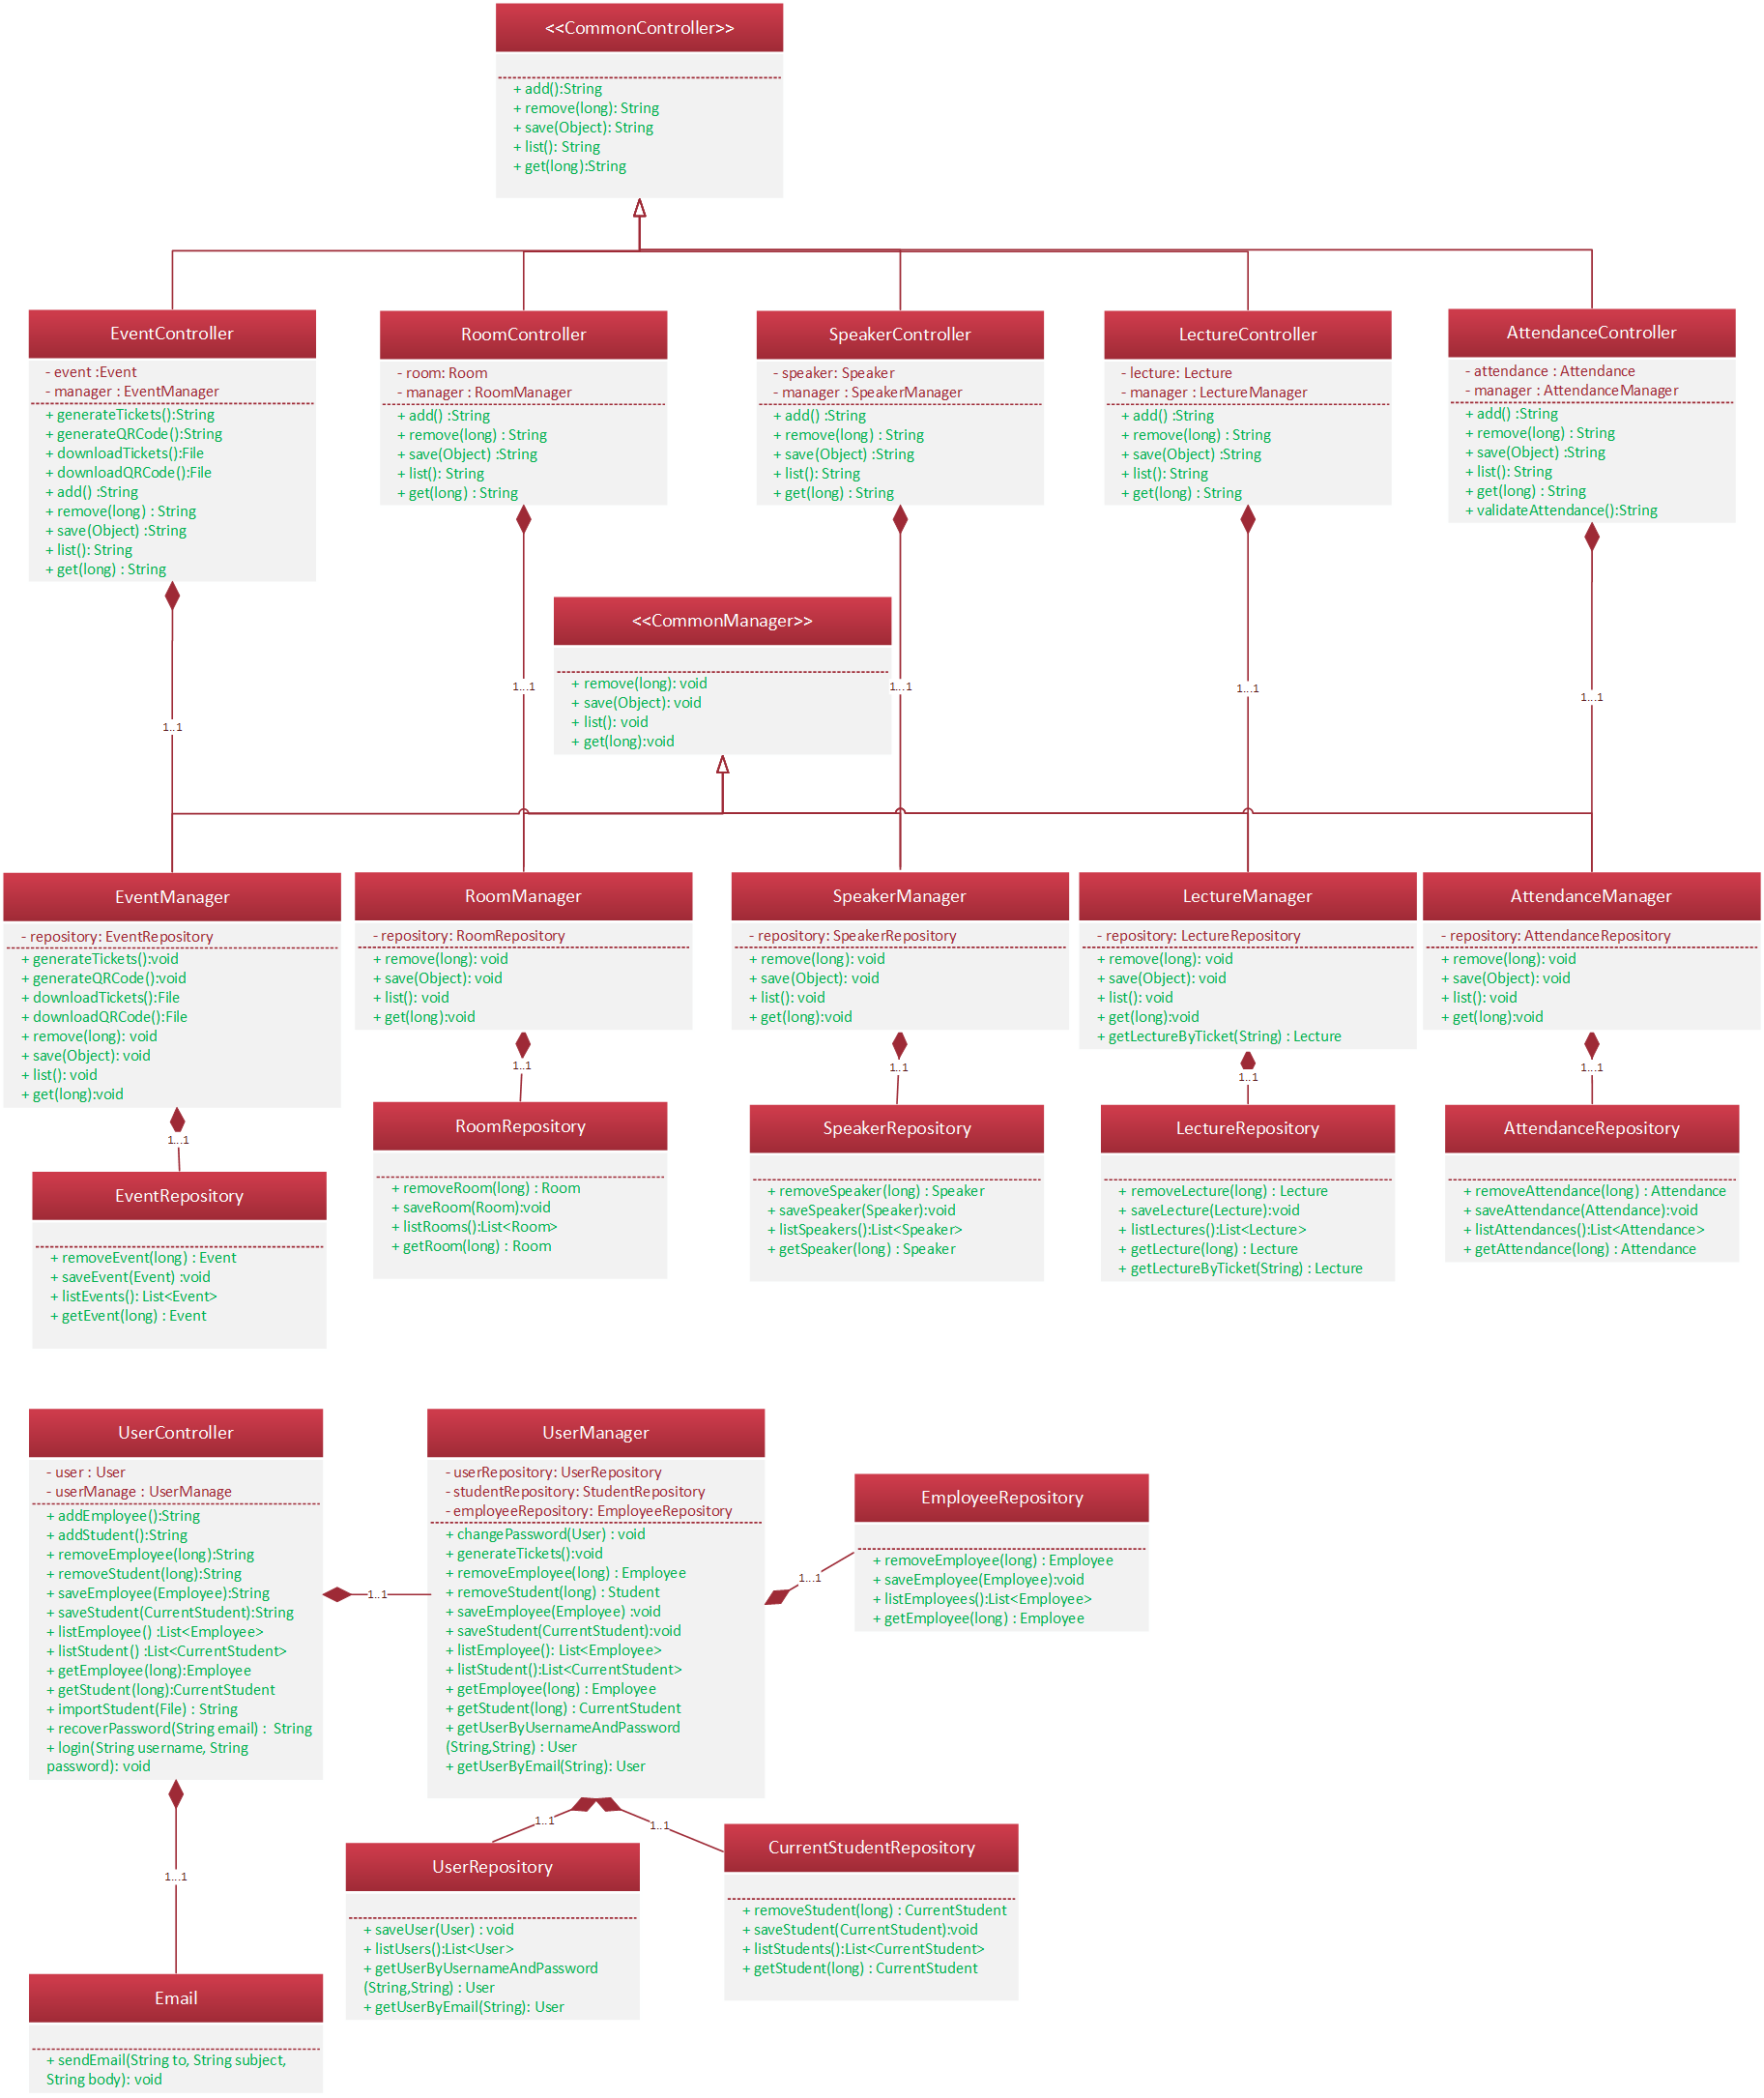 <<CommonController>>
+ add():String
+ remove(long): String
+ save(Object): String
+ list(): String
+ get(long):String
EventController
- event :Event
- manager : EventManager
+ generateTickets():String
+ generateQRCode():String
+ downloadTickets():File
+ downloadQRCode():File
+ add() :String
+ remove(long) : String
+ save(Object) :String
+ list(): String
+ get(long) : String
RoomController
- room: Room
- manager : RoomManager
+ add() :String
+ remove(long) : String
+ save(Object) :String
+ list(): String
+ get(long) : String
SpeakerController
- speaker: Speaker
- manager : SpeakerManager
+ add() :String
+ remove(long) : String
+ save(Object) :String
+ list(): String
+ get(long) : String
LectureController
- lecture: Lecture
- manager : LectureManager
+ add() :String
+ remove(long) : String
+ save(Object) :String
+ list(): String
+ get(long) : String
AttendanceController
- attendance : Attendance
- manager : AttendanceManager
+ add() :String
+ remove(long) : String
+ save(Object) :String
+ list(): String
+ get(long) : String
+ validateAttendance():String
<<CommonManager>>
+ remove(long): void
+ save(Object): void
+ list(): void
+ get(long):void
1...1
1...1
1...1
1...1
1...1
EventManager
- repository: EventRepository
+ generateTickets():void
+ generateQRCode():void
+ downloadTickets():File
+ downloadQRCode():File
+ remove(long): void
+ save(Object): void
+ list(): void
+ get(long):void
RoomManager
- repository: RoomRepository
+ remove(long): void
+ save(Object): void
+ list(): void
+ get(long):void
SpeakerManager
- repository: SpeakerRepository
+ remove(long): void
+ save(Object): void
+ list(): void
+ get(long):void
LectureManager
- repository: LectureRepository
+ remove(long): void
+ save(Object): void
+ list(): void
+ get(long):void
+ getLectureByTicket(String) : Lecture
AttendanceManager
- repository: AttendanceRepository
+ remove(long): void
+ save(Object): void
+ list(): void
+ get(long):void
1...1
1...1
1...1
1...1
1...1
EventRepository
+ removeEvent(long) : Event
+ saveEvent(Event) :void
+ listEvents(): List<Event>
+ getEvent(long) : Event
RoomRepository
+ removeRoom(long) : Room
+ saveRoom(Room):void
+ listRooms():List<Room>
+ getRoom(long) : Room
SpeakerRepository
+ removeSpeaker(long) : Speaker
+ saveSpeaker(Speaker):void
+ listSpeakers():List<Speaker>
+ getSpeaker(long) : Speaker
LectureRepository
+ removeLecture(long) : Lecture
+ saveLecture(Lecture):void
+ listLectures():List<Lecture>
+ getLecture(long) : Lecture
+ getLectureByTicket(String) : Lecture
AttendanceRepository
+ removeAttendance(long) : Attendance
+ saveAttendance(Attendance):void
+ listAttendances():List<Attendance>
+ getAttendance(long) : Attendance
UserController
- user : User
- userManage : UserManage
+ addEmployee():String
+ addStudent():String
+ removeEmployee(long):String
+ removeStudent(long):String
+ saveEmployee(Employee):String
+ saveStudent(CurrentStudent):String
+ listEmployee() :List<Employee>
+ listStudent() :List<CurrentStudent>
+ getEmployee(long):Employee
+ getStudent(long):CurrentStudent
+ importStudent(File) : String
+ recoverPassword(String email) : String
+ login(String username, String
password): void
1...1
UserManager
- userRepository: UserRepository
- studentRepository: StudentRepository
- employeeRepository: EmployeeRepository
+ changePassword(User) : void
+ generateTickets():void
+ removeEmployee(long) : Employee
+ removeStudent(long) : Student
+ saveEmployee(Employee) :void
+ saveStudent(CurrentStudent):void
+ listEmployee(): List<Employee>
+ listStudent():List<CurrentStudent>
+ getEmployee(long) : Employee
+ getStudent(long) : CurrentStudent
+ getUserByUsernameAndPassword
(String,String) : User
+ getUserByEmail(String): User
1...1
EmployeeRepository
+ removeEmployee(long) : Employee
+ saveEmployee(Employee):void
+ listEmployees():List<Employee>
+ getEmployee(long) : Employee
1...1
1...1
1...1
UserRepository
+ saveUser(User) : void
+ listUsers():List<User>
+ getUserByUsernameAndPassword
(String,String) : User
+ getUserByEmail(String): User
CurrentStudentRepository
+ removeStudent(long) : CurrentStudent
+ saveStudent(CurrentStudent):void
+ listStudents():List<CurrentStudent>
+ getStudent(long) : CurrentStudent
Email
+ sendEmail(String to, String subject,
String body): void